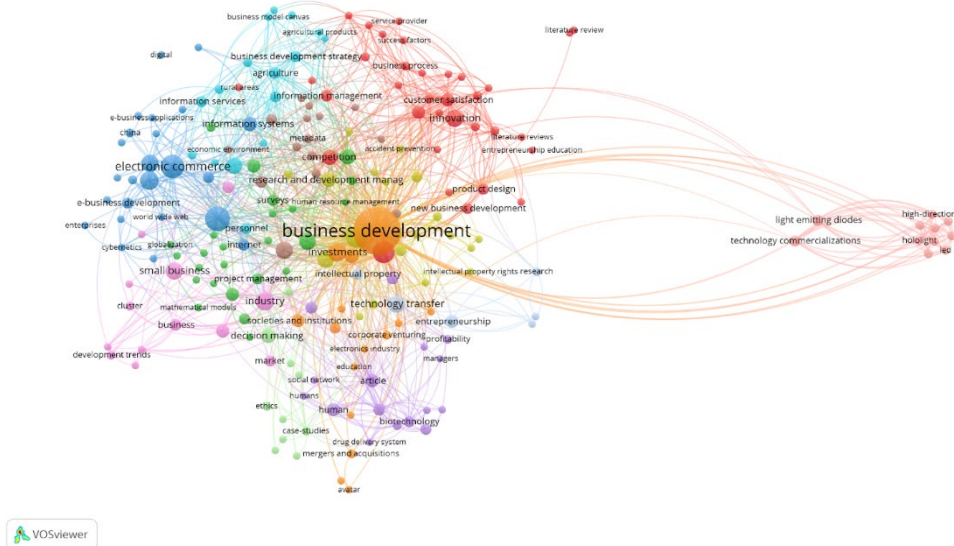 business model canvas
service provider
agricultural products
literature review
success factors
digital
business development strategy
business process
agriculture
rural areas
information management
customer satisfaction
information services
innovation
e-business applications
information systems
china
metadata
literature reviews
economic environment
accident prevention
entrepreneurship education
competition
electronic commerce
research and development manag
product design
human resource management
surveys
e-business development
new business development
high-direction
world wide web
light emitting diodes
enterprises
personnel
business development
technology commercializations
hololight
cybernetics
globalization
internet
led
investments
small business
intellectual property
intellectual property rights research
project management
cluster
industry
technology transfer
mathematical models
business
societies and institutions
entrepreneurship
decision making
corporate venturing
profitability
electronics industry
development trends
market
managers
education
social network
article
humans
ethics
human
biotechnology
case-studies
drug delivery system
mergers and acquisitions
avatar
VOSviewer